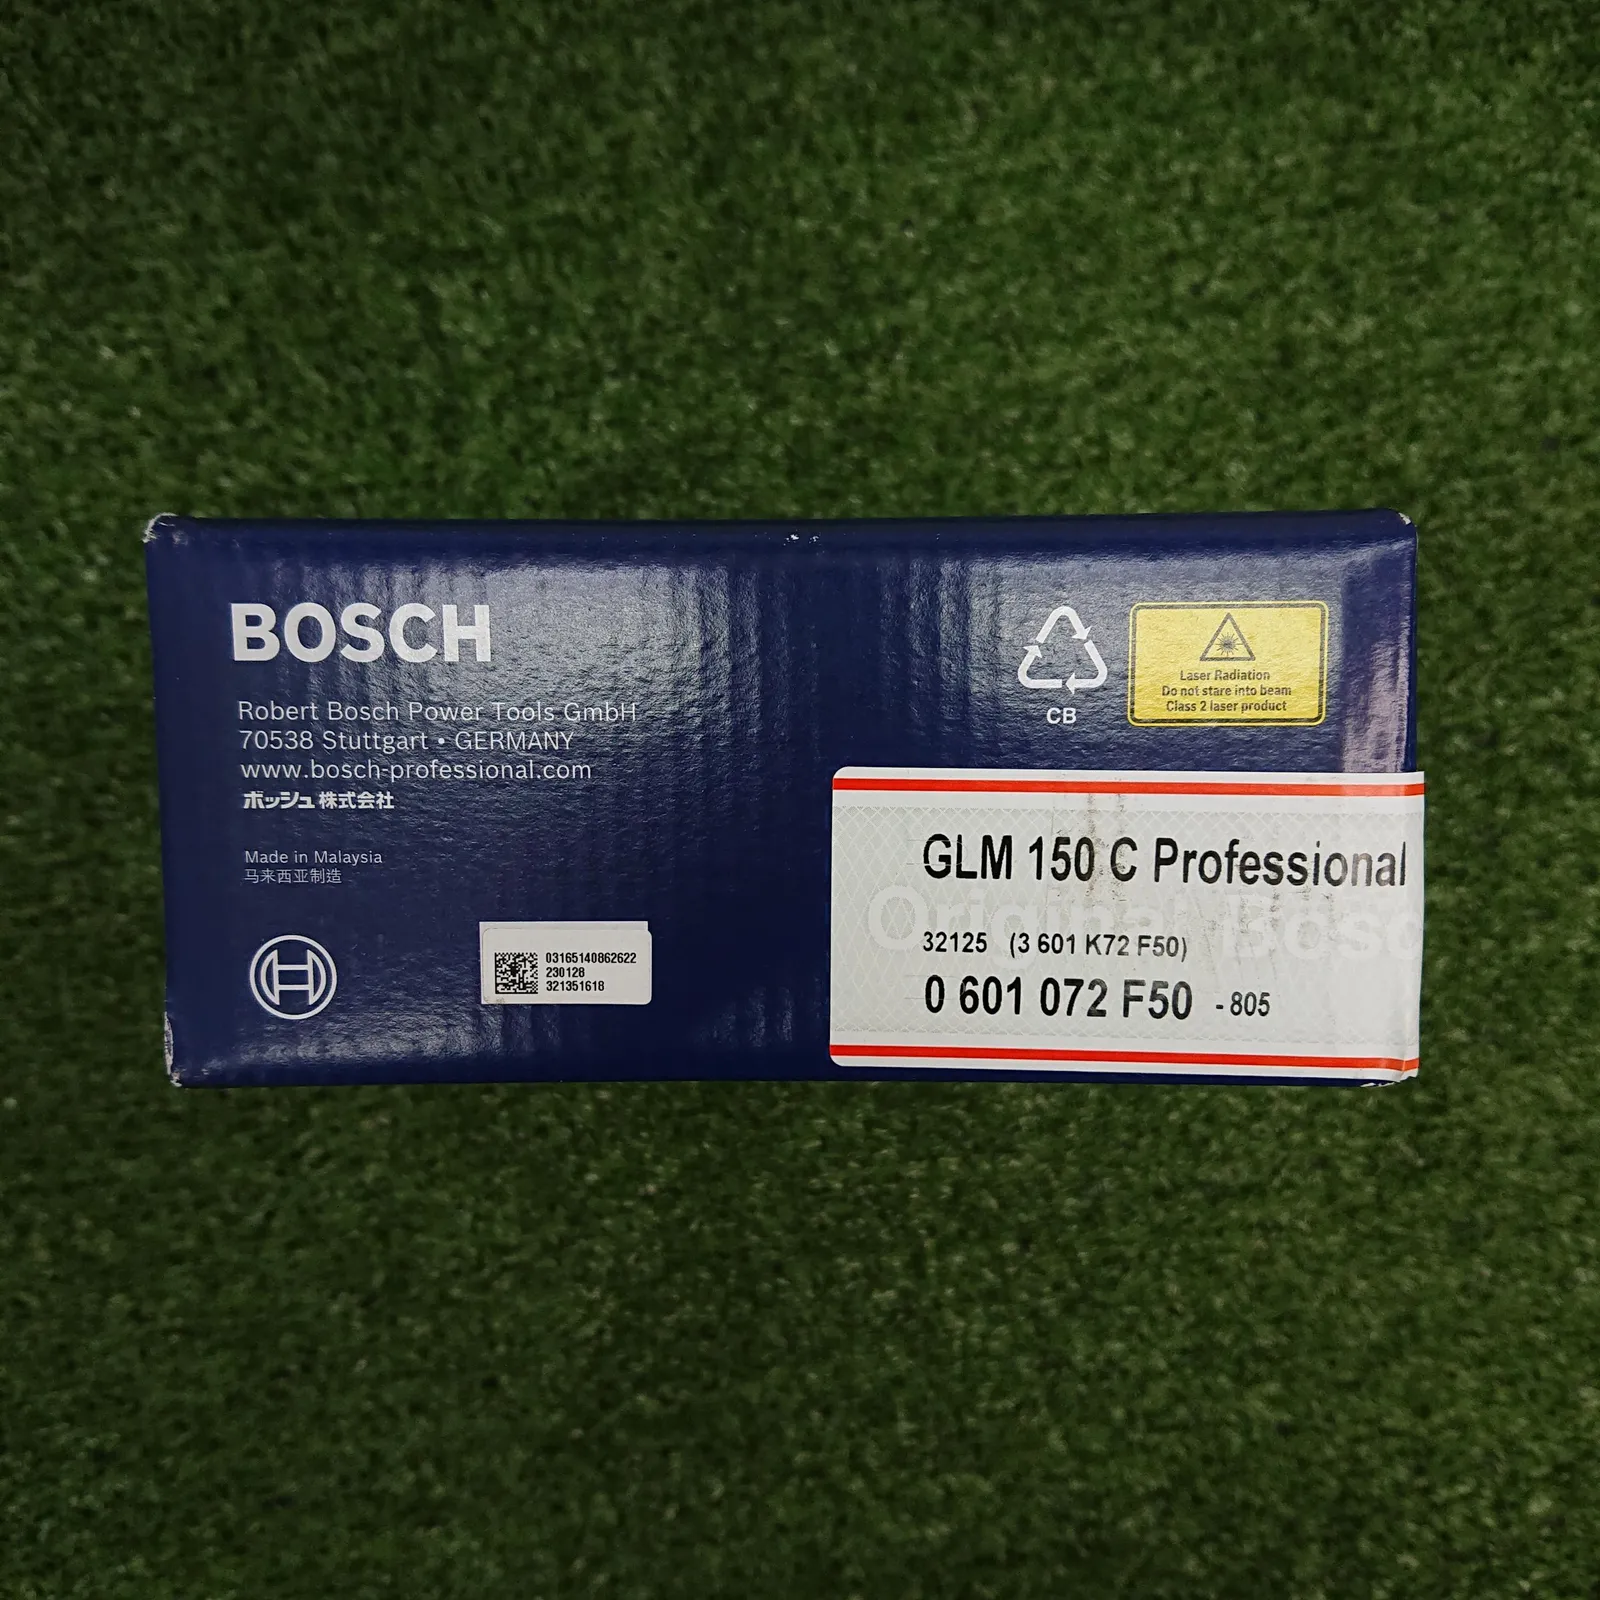 BOSCH
Robert Bosch Power Tools GmbH
70538 Stuttgart • GERMANY
www.bosch-professional.com
ボッシュ株式会社
Made in Malaysia
马来西亚制造
03165140862622
230128
321351618
CB
Laser Radiation
Do not stare into beam
Class 2 laser product
GLM 150 C Professional
Original Bosc
32125 (3 601 K72 F50)
0 601 072 F50 - 805